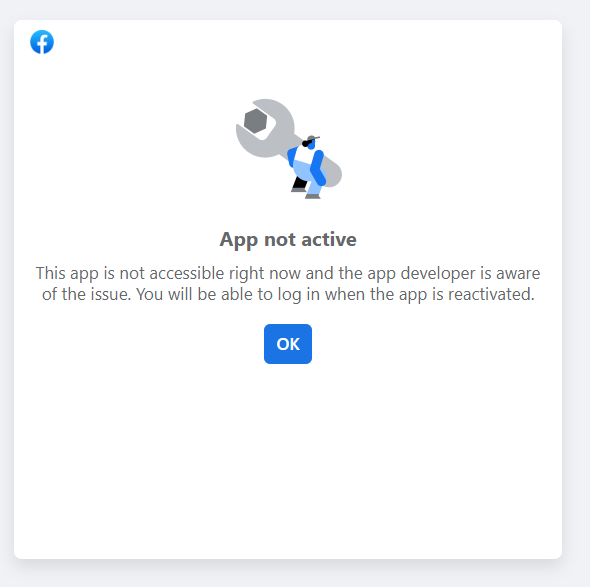 App not active
This app is not accessible right now and the app developer is aware
of the issue. You will be able to log in when the app is reactivated.
OK